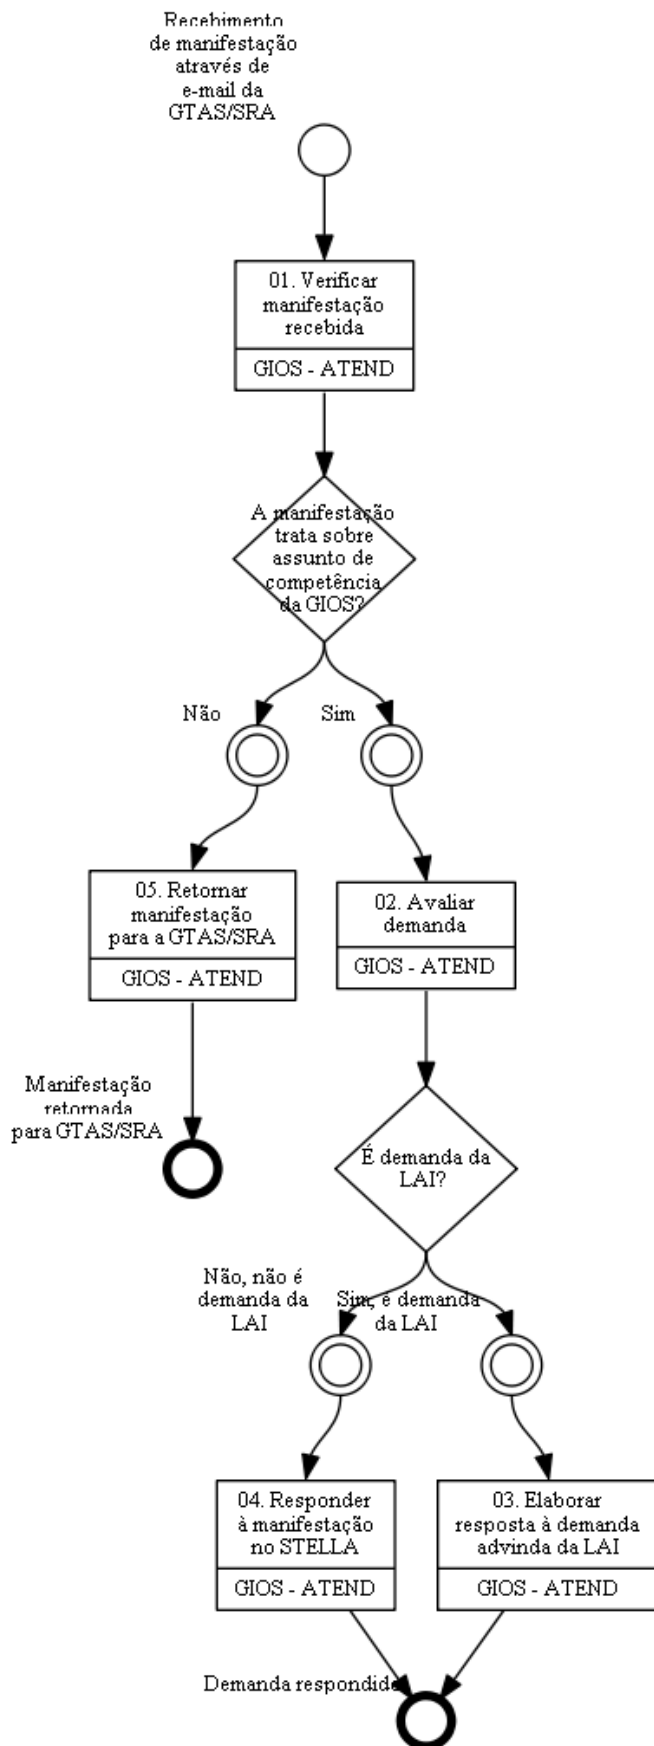 Recebimento
de manifestação
através de
e-mail da
GTAS/SRA
01. Verificar
manifestação
recebida
GIOS - ATEND
A manifestação
trata sobre
assunto de
competência
da GIOS?
Não
Sim
05. Retornar
manifestação
para a GTAS/SRA
GIOS - ATEND
02. Avaliar
demanda
GIOS - ATEND
Manifestação
retornada
para GTAS/SRA
É demanda da
LAI?
Não, não é
demanda da
LAI
Sim, é demanda
da LAI
04. Responder
à manifestação
no STELLA
GIOS - ATEND
03. Elaborar
resposta à demanda
advinda da LAI
GIOS - ATEND
Demanda respondida